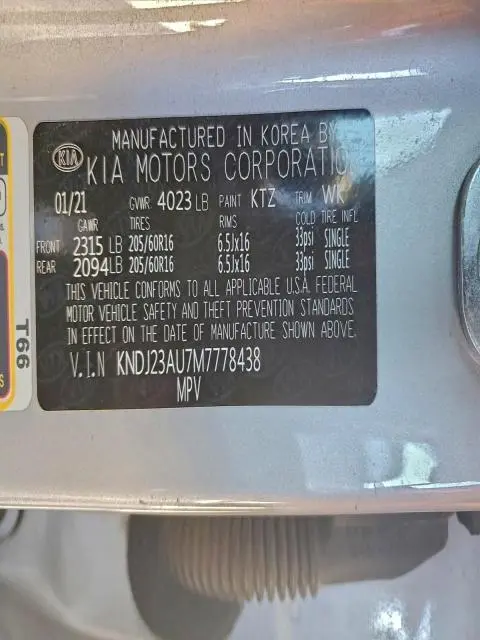 MANUFACTURED IN KOREA BY
KIA KIA MOTORS CORPORATION
01/21 GVWR: 4023 LB PAINT KTZ TRIM WK
GAWR TIRES RIMS COLD TIRE INFL
FRONT 2315 LB 205/60R16 6.5Jx16 33psi SINGLE
REAR 2094 LB 205/60R16 6.5Jx16 33psi SINGLE
THIS VEHICLE CONFORMS TO ALL APPLICABLE U.S.A. FEDERAL
MOTOR VEHICLE SAFETY AND THEFT PREVENTION STANDARDS
IN EFFECT ON THE DATE OF MANUFACTURE SHOWN ABOVE.
V.I.N KNDJ23AU7M7778438
MPV
T66